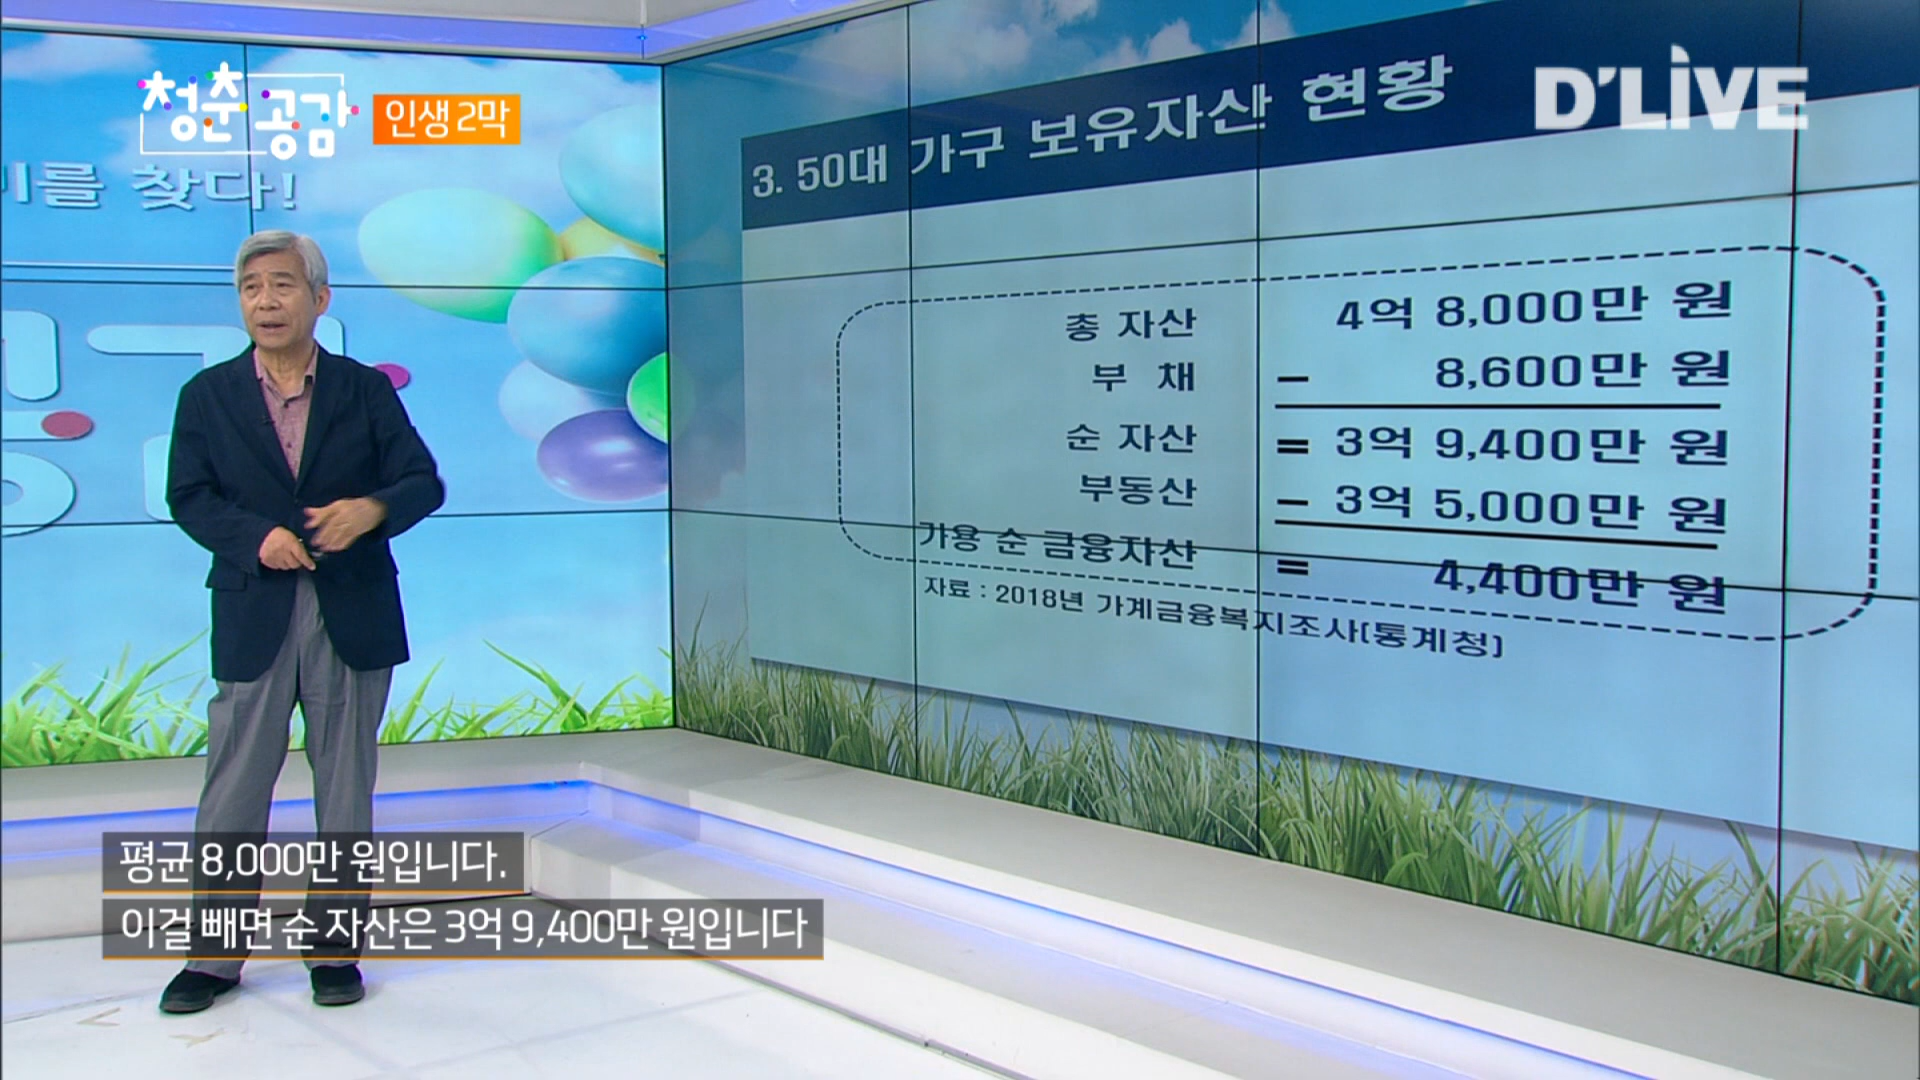 청춘 공감
인생 2막
D'LIVE
를 찾다!
3. 50대 가구 보유자산 현황
총 자산 4억 8,000만 원
부 채 - 8,600만 원
순 자산 = 3억 9,400만 원
부동산 - 3억 5,000만 원
가용 순 금융자산 = 4,400만 원
자료 : 2018년 가계금융복지조사(통계청)
평균 8,000만 원입니다.
이걸 빼면 순 자산은 3억 9,400만 원입니다